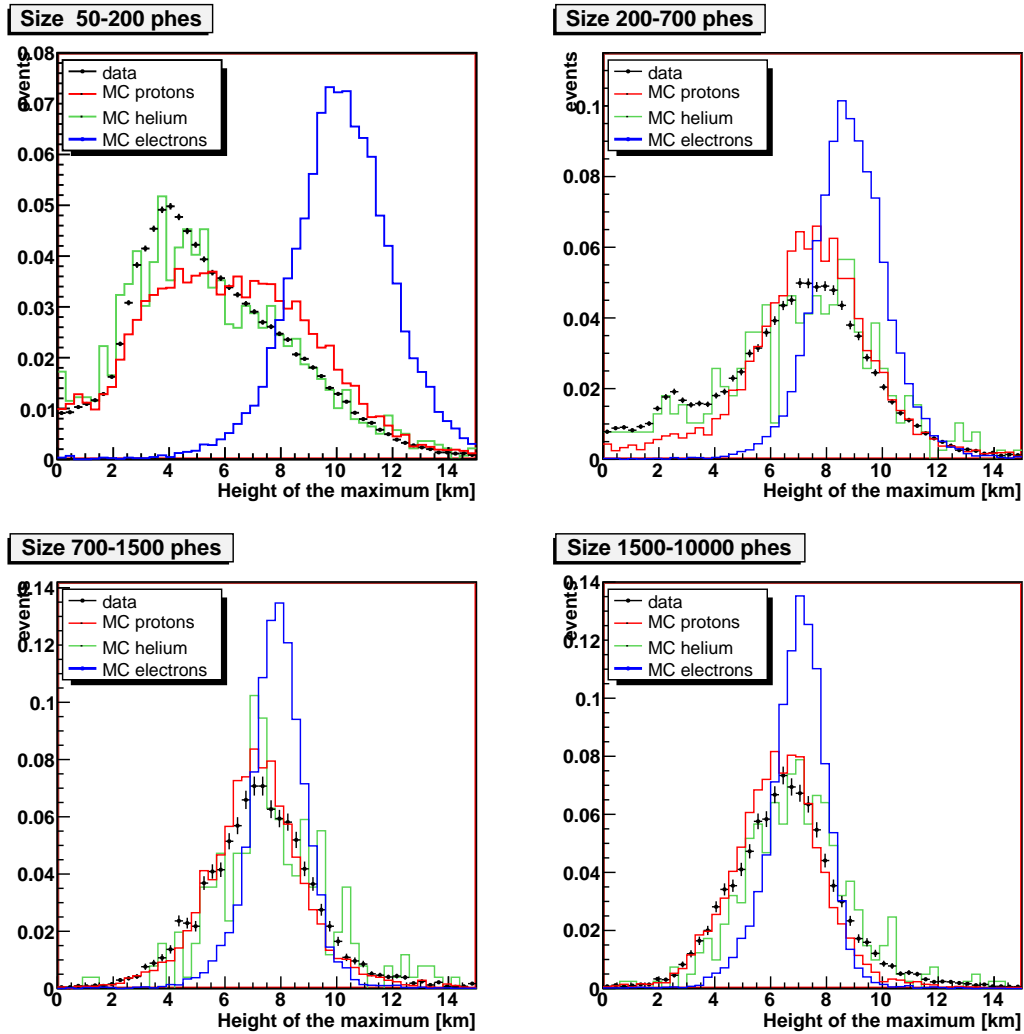 Size 50-200 phes
events
0.08
0.07
0.06
0.05
0.04
0.03
0.02
0.01
0
data
MC protons
MC helium
MC electrons
0 2 4 6 8 10 12 14
Height of the maximum [km]
Size 200-700 phes
events
0.1
0.08
0.06
0.04
0.02
0
data
MC protons
MC helium
MC electrons
0 2 4 6 8 10 12 14
Height of the maximum [km]
Size 700-1500 phes
events
0.14
0.12
0.1
0.08
0.06
0.04
0.02
0
data
MC protons
MC helium
MC electrons
0 2 4 6 8 10 12 14
Height of the maximum [km]
Size 1500-10000 phes
events
0.14
0.12
0.1
0.08
0.06
0.04
0.02
0
data
MC protons
MC helium
MC electrons
0 2 4 6 8 10 12 14
Height of the maximum [km]